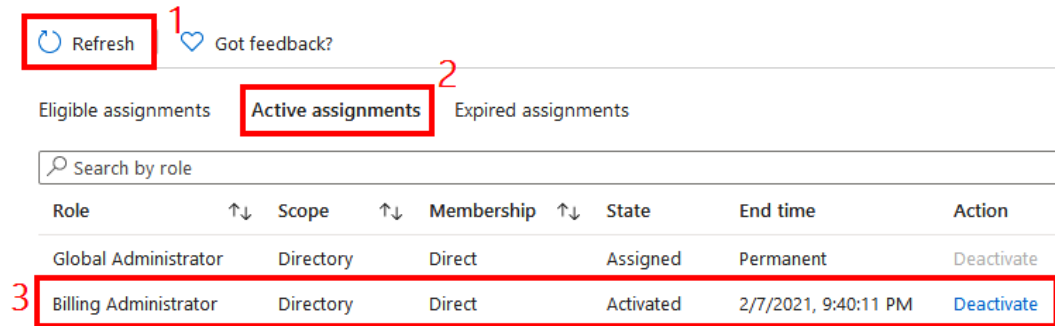 1
Refresh Got feedback?
2
Eligible assignments Active assignments Expired assignments
Search by role
Role ↑↓ Scope ↑↓ Membership ↑↓ State End time Action
Global Administrator Directory Direct Assigned Permanent Deactivate
3 Billing Administrator Directory Direct Activated 2/7/2021, 9:40:11 PM Deactivate